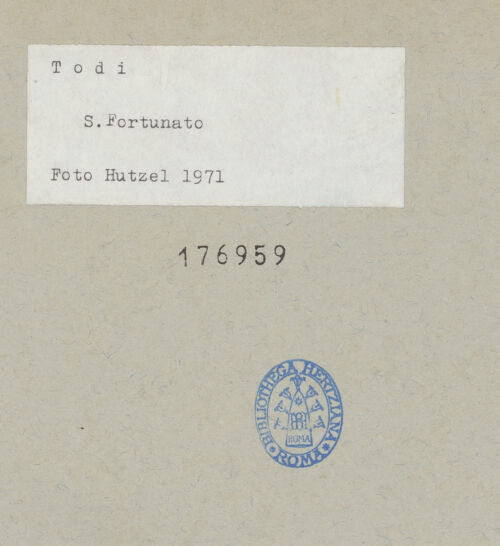 T o d i
S.Fortunato
Foto Hutzel 1971
176959
BIBLIOTHECA HERTZIANA
ROMA
ROMA